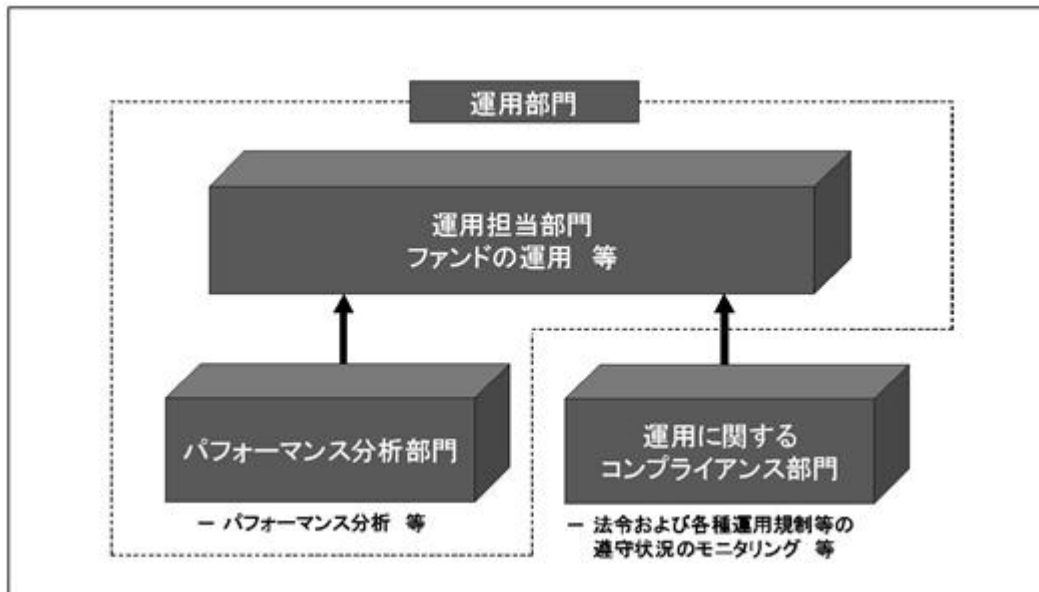 運用部門
運用担当部門
ファンドの運用 等
パフォーマンス分析部門
－ パフォーマンス分析 等
運用に関する
コンプライアンス部門
－ 法令および各種運用規制等の
遵守状況のモニタリング 等